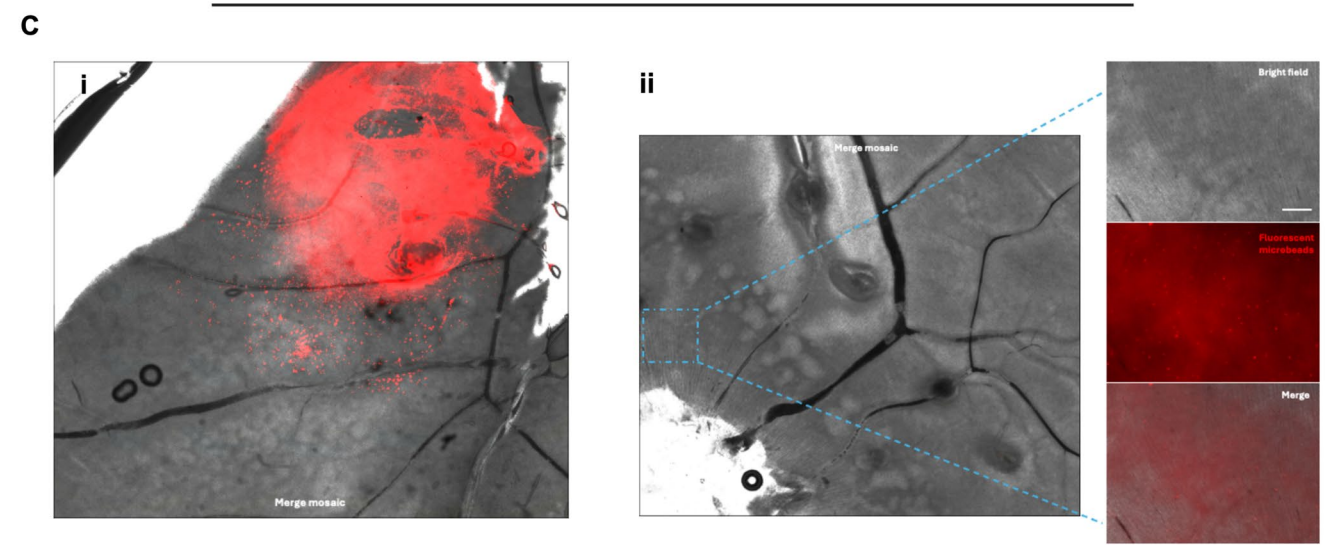 C
i
Merge mosaic
ii
Merge mosaic
Bright field
Fluorescent
microbeads
Merge